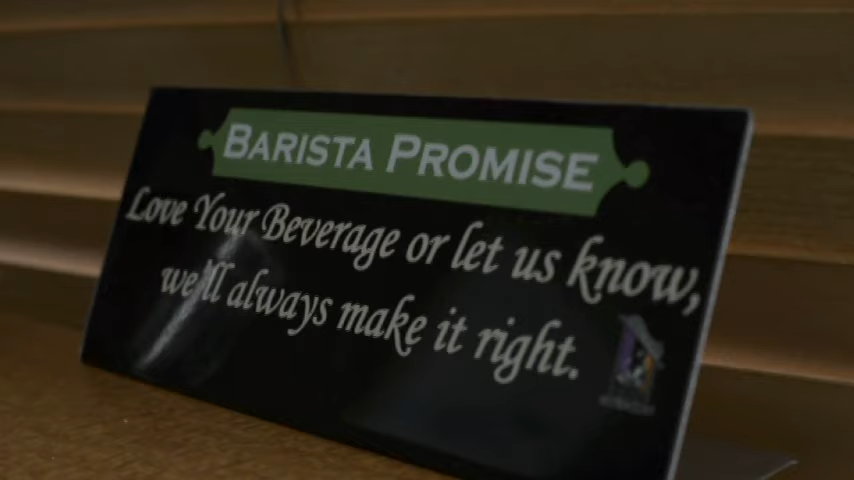 BARISTA PROMISE
Love Your Beverage or let us know,
we'll always make it right.